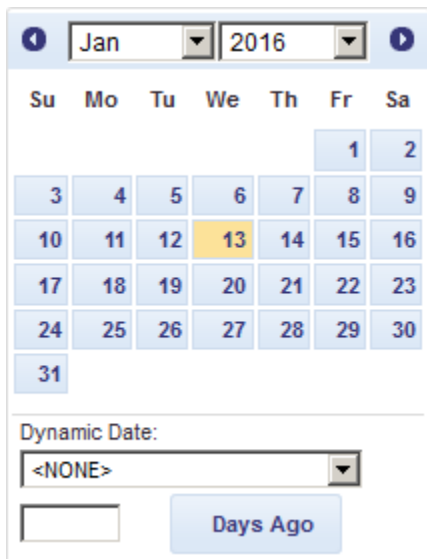 Jan 2016
Su Mo Tu We Th Fr Sa
1 2
3 4 5 6 7 8 9
10 11 12 13 14 15 16
17 18 19 20 21 22 23
24 25 26 27 28 29 30
31
Dynamic Date:
<NONE>
Days Ago